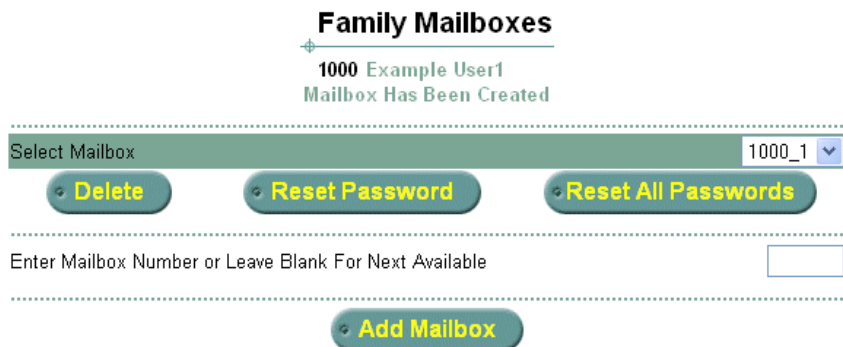 Family Mailboxes
1000 Example User1
Mailbox Has Been Created
Select Mailbox 1000_1
Delete Reset Password Reset All Passwords
Enter Mailbox Number or Leave Blank For Next Available
Add Mailbox